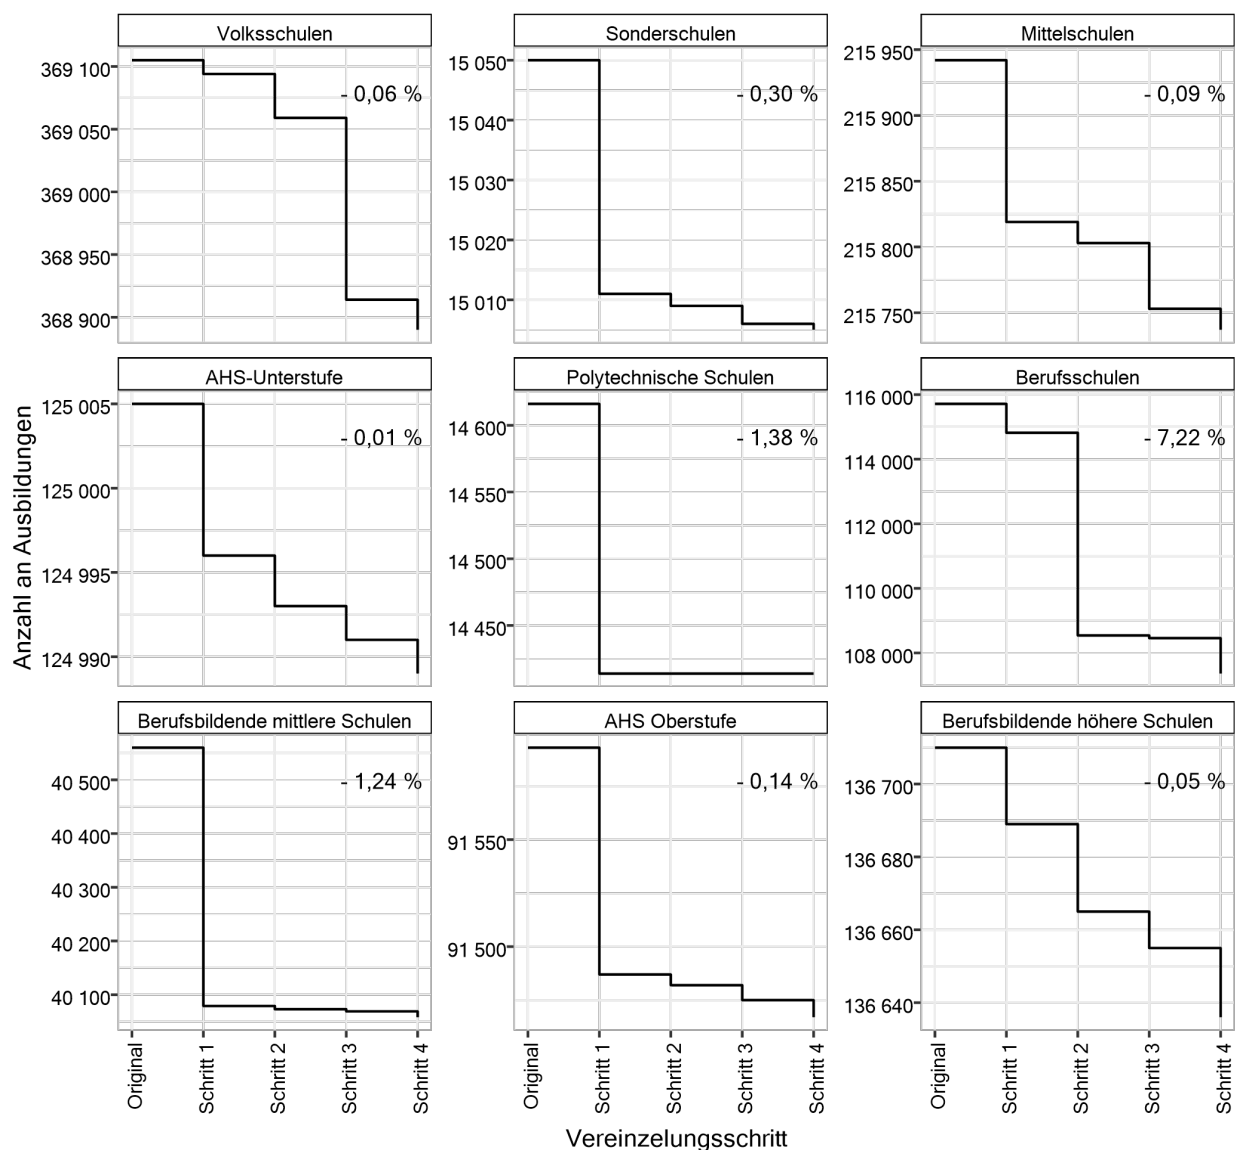 Volksschulen
369 100
369 050
369 000
368 950
368 900
- 0,06 %
Sonderschulen
15 050
15 040
15 030
15 020
15 010
- 0,30 %
Mittelschulen
215 950
215 900
215 850
215 800
215 750
- 0,09 %
Anzahl an Ausbildungen
AHS-Unterstufe
125 005
125 000
124 995
124 990
- 0,01 %
Polytechnische Schulen
14 600
14 550
14 500
14 450
- 1,38 %
Berufsschulen
116 000
114 000
112 000
110 000
108 000
- 7,22 %
Berufsbildende mittlere Schulen
40 500
40 400
40 300
40 200
40 100
- 1,24 %
Original
Schritt 1
Schritt 2
Schritt 3
Schritt 4
AHS Oberstufe
91 550
91 500
- 0,14 %
Original
Schritt 1
Schritt 2
Schritt 3
Schritt 4
Berufsbildende höhere Schulen
136 700
136 680
136 660
136 640
- 0,05 %
Original
Schritt 1
Schritt 2
Schritt 3
Schritt 4
Vereinzelungsschritt